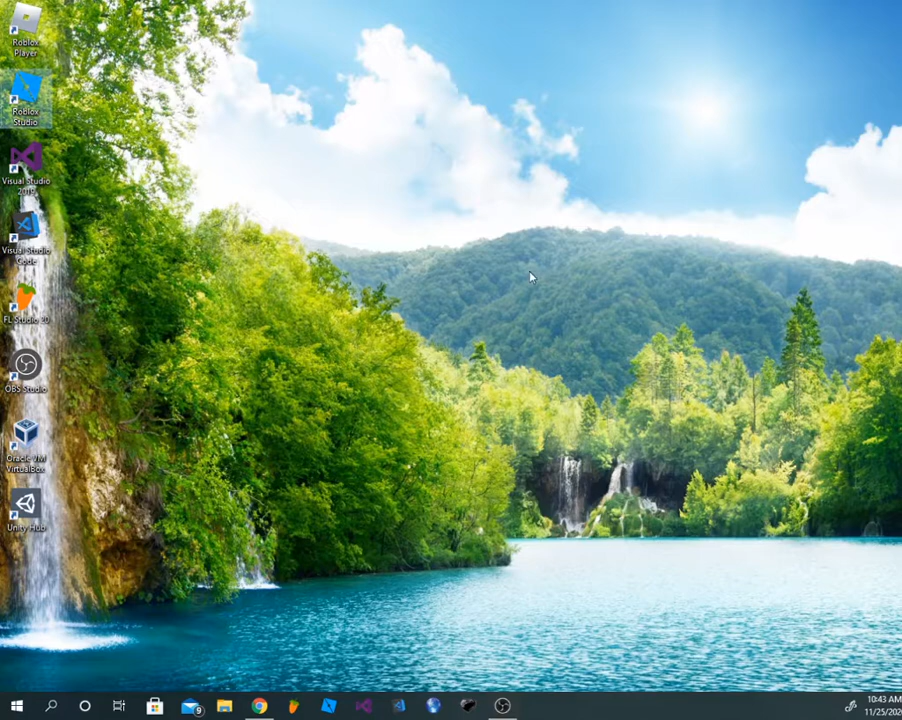 Roblox
Player
Roblox
Studio
Visual Studio
2019
Visual Studio
Code
FL Studio 20
OBS Studio
Oracle VM
VirtualBox
Unity Hub
9
10:43 AM